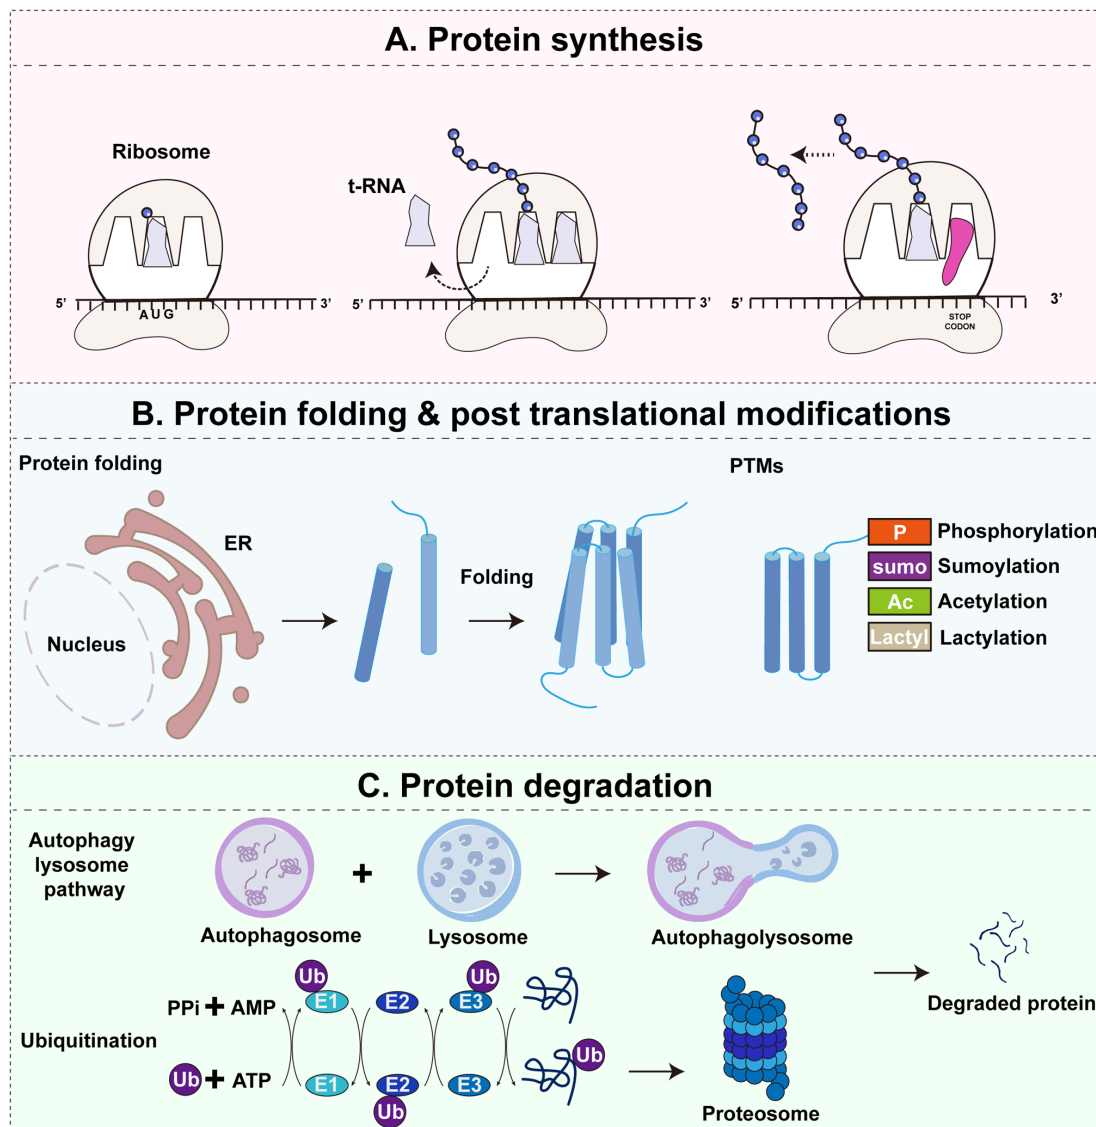 A. Protein synthesis
Ribosome
t-RNA
5’
3’
AUG
5’
3’
5’
3’
STOP
CODON
B. Protein folding & post translational modifications
Protein folding
PTMs
ER
Nucleus
Folding
P Phosphorylation
sumo Sumoylation
Ac Acetylation
Lactyl Lactylation
C. Protein degradation
Autophagy
lysosome
pathway
+
Autophagosome
Lysosome
Autophagolysosome
Degraded protein
Ubiquitination
Ub
Ub
PPi + AMP
E1
E2
E3
Ub
Ub + ATP
E1
E2
E3
Ub
Proteosome